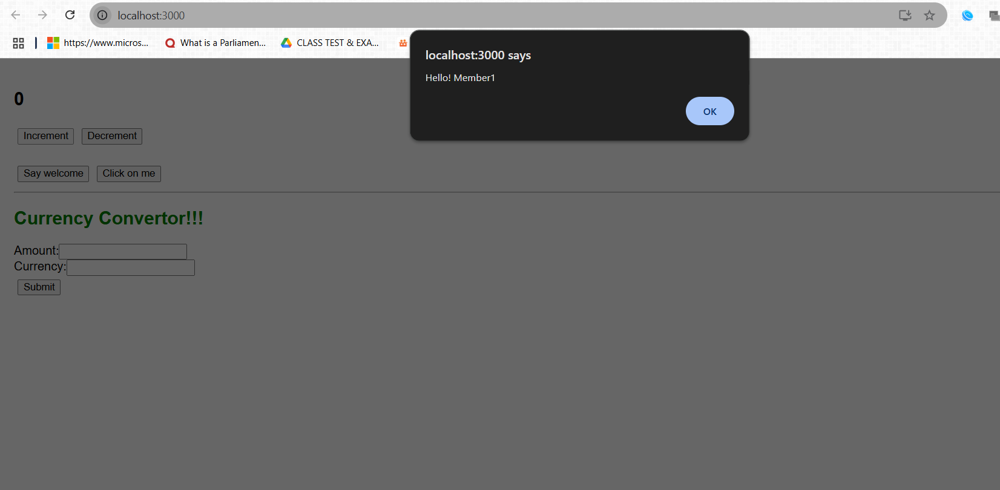 localhost:3000
https://www.micros...
What is a Parliamen...
CLASS TEST & EXA...
localhost:3000 says
Hello! Member1
OK
0
Increment Decrement
Say welcome Click on me
Currency Convertor!!!
Amount:
Currency:
Submit